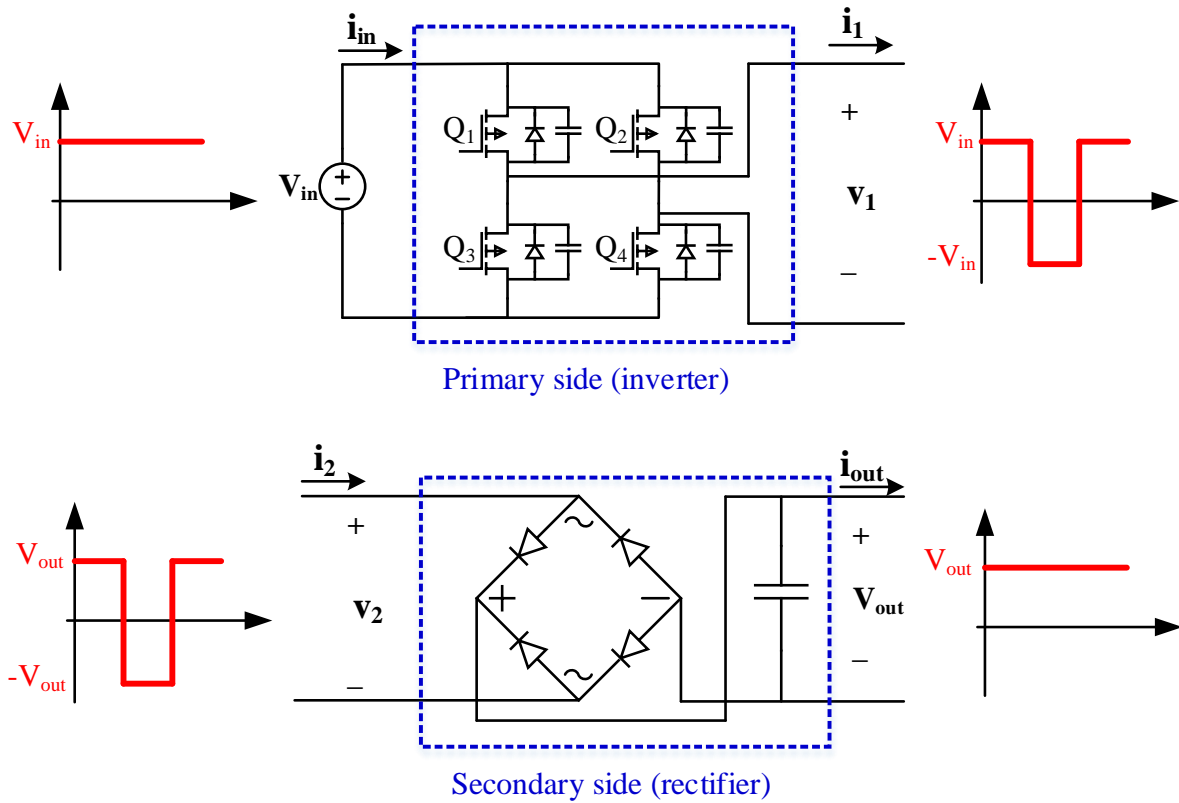 i_in
i_1
V_in
V_in
+
−
Q_1
Q_2
+
v_1
−
V_in
-V_in
Q_3
Q_4
Primary side (inverter)
i_2
i_out
V_out
-V_out
+
v_2
−
~
+
−
~
+
V_out
−
V_out
Secondary side (rectifier)